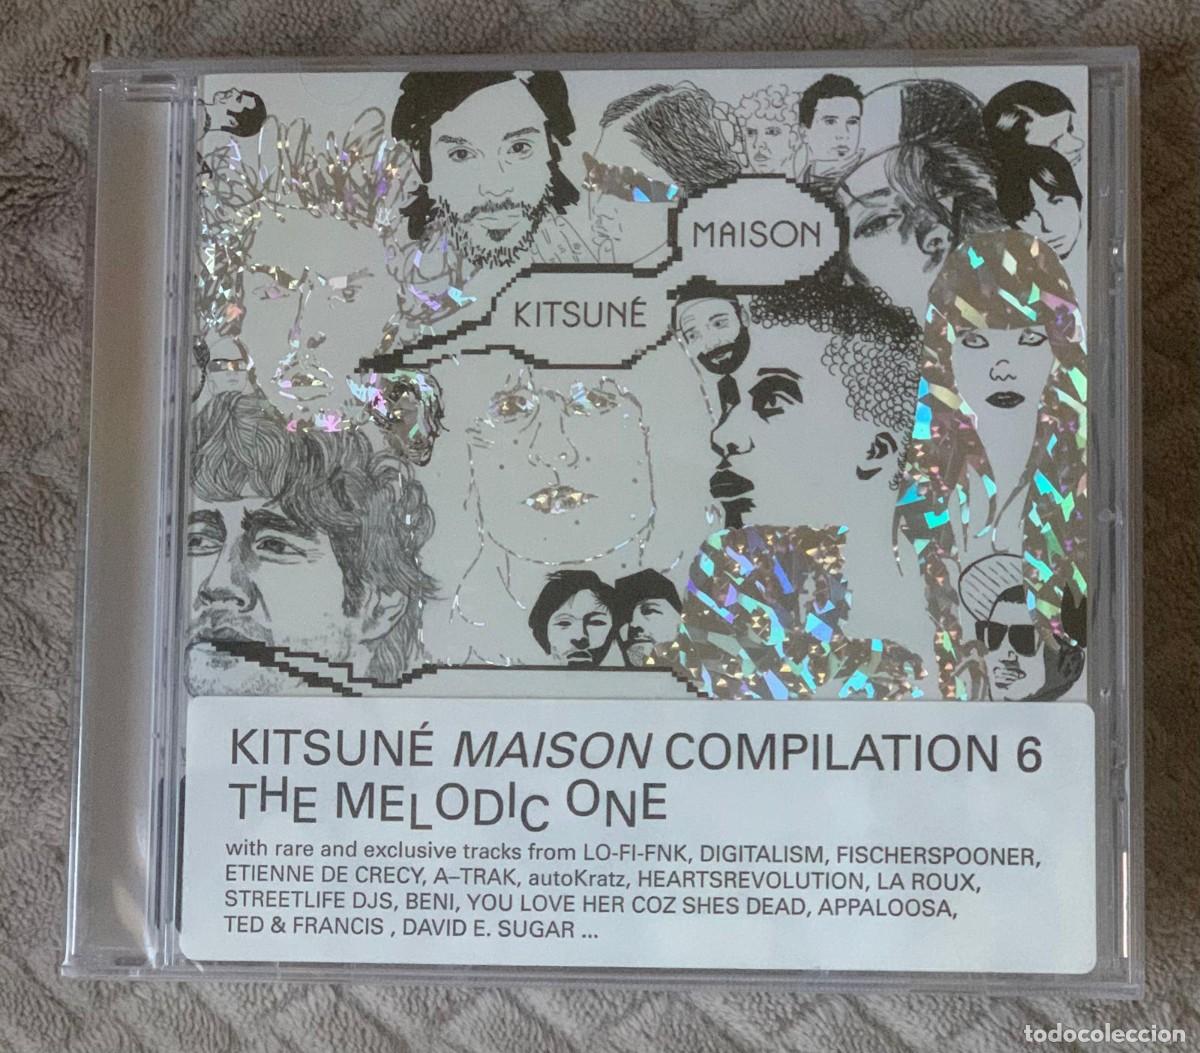 MAISON
KITSUNÉ
KITSUNÉ MAISON COMPILATION 6
THE MELODIC ONE
with rare and exclusive tracks from LO-FI-FNK, DIGITALISM, FISCHERSPOONER,
ETIENNE DE CRECY, A–TRAK, autoKratz, HEARTSREVOLUTION, LA ROUX,
STREETLIFE DJS, BENI, YOU LOVE HER COZ SHES DEAD, APPALOOSA,
TED & FRANCIS , DAVID E. SUGAR ...
todocoleccion